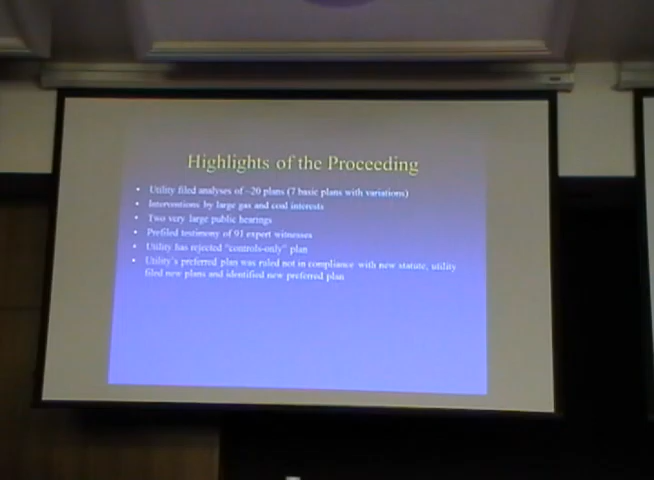 Highlights of the Proceeding
• Utility filed analyses of ~20 plans (7 basic plans with variations)
• Interventions by large gas and coal interests
• Two very large public hearings
• Prefiled testimony of 91 expert witnesses
• Utility has rejected "controls-only" plan
• Utility's preferred plan was ruled not in compliance with new statute, utility
filed new plans and identified new preferred plan